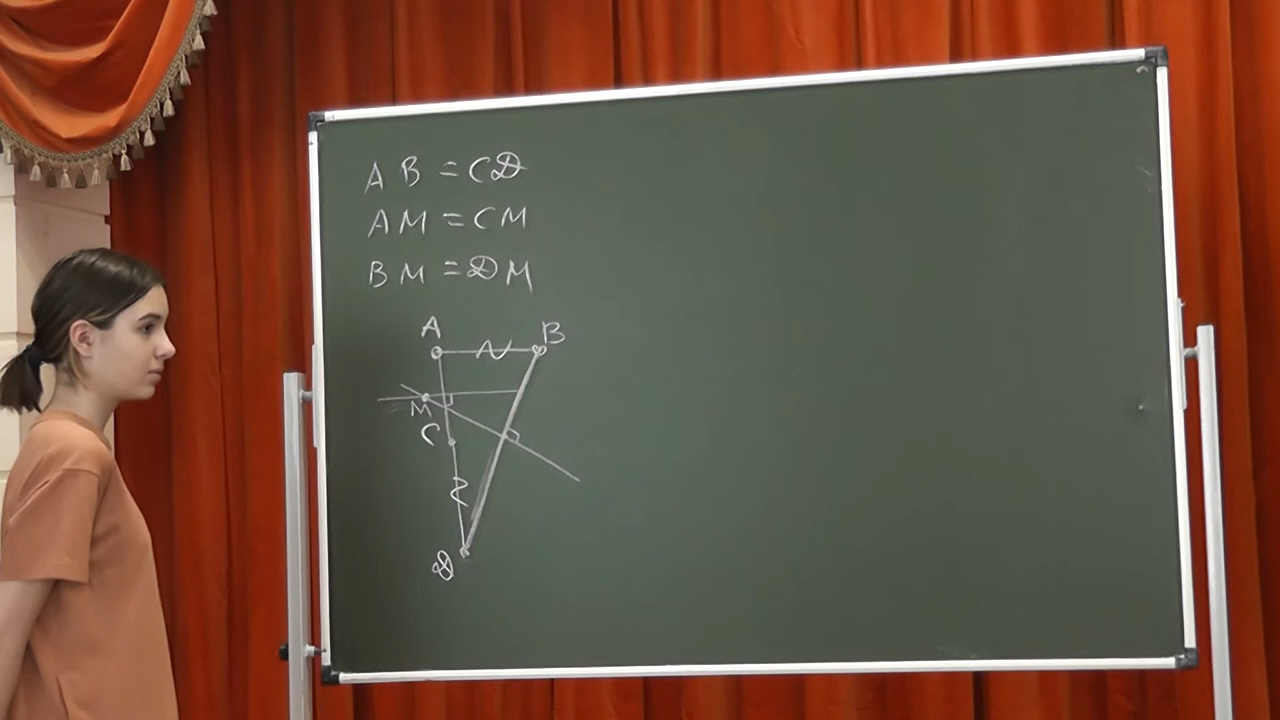 AB = CD
AM = CM
BM = DM
A
B
M
C
D